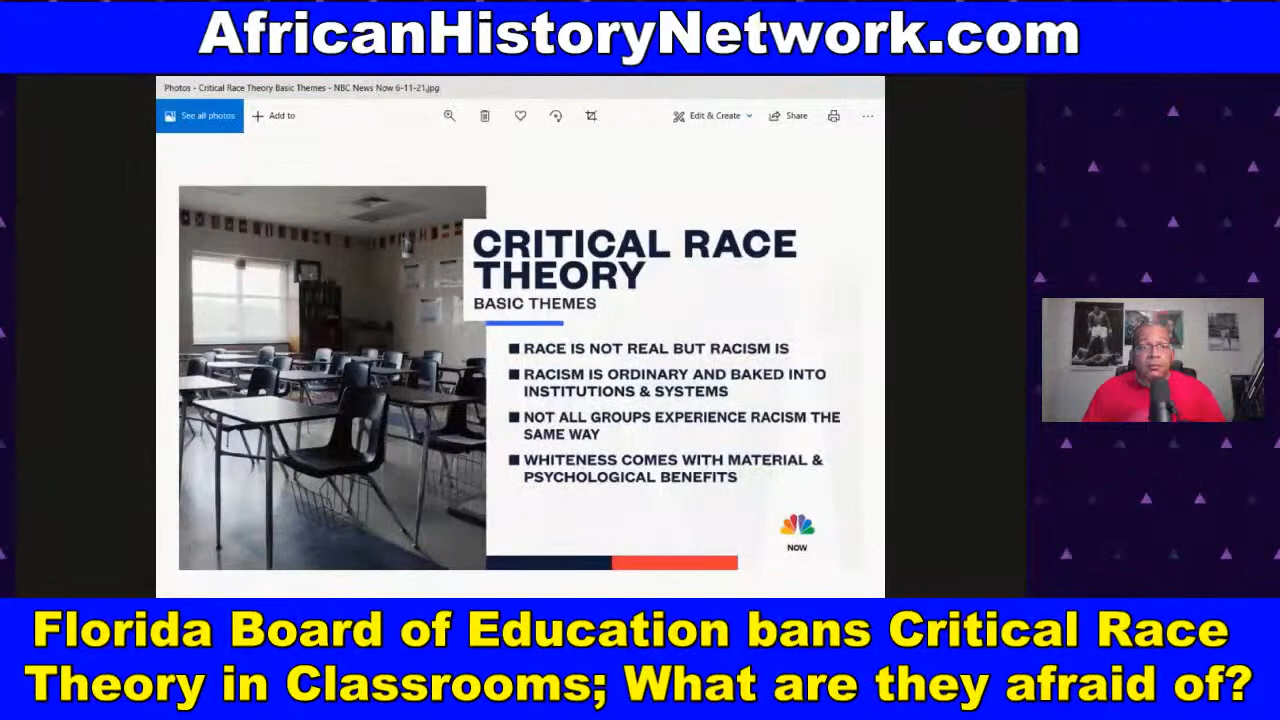 AfricanHistoryNetwork.com
Photos - Critical Race Theory Basic Themes - NBC News Now 6-11-21.jpg
See all photos + Add to Edit & Create Share
CRITICAL RACE
THEORY
BASIC THEMES
RACE IS NOT REAL BUT RACISM IS
RACISM IS ORDINARY AND BAKED INTO
INSTITUTIONS & SYSTEMS
NOT ALL GROUPS EXPERIENCE RACISM THE
SAME WAY
WHITENESS COMES WITH MATERIAL &
PSYCHOLOGICAL BENEFITS
NOW
Florida Board of Education bans Critical Race
Theory in Classrooms; What are they afraid of?